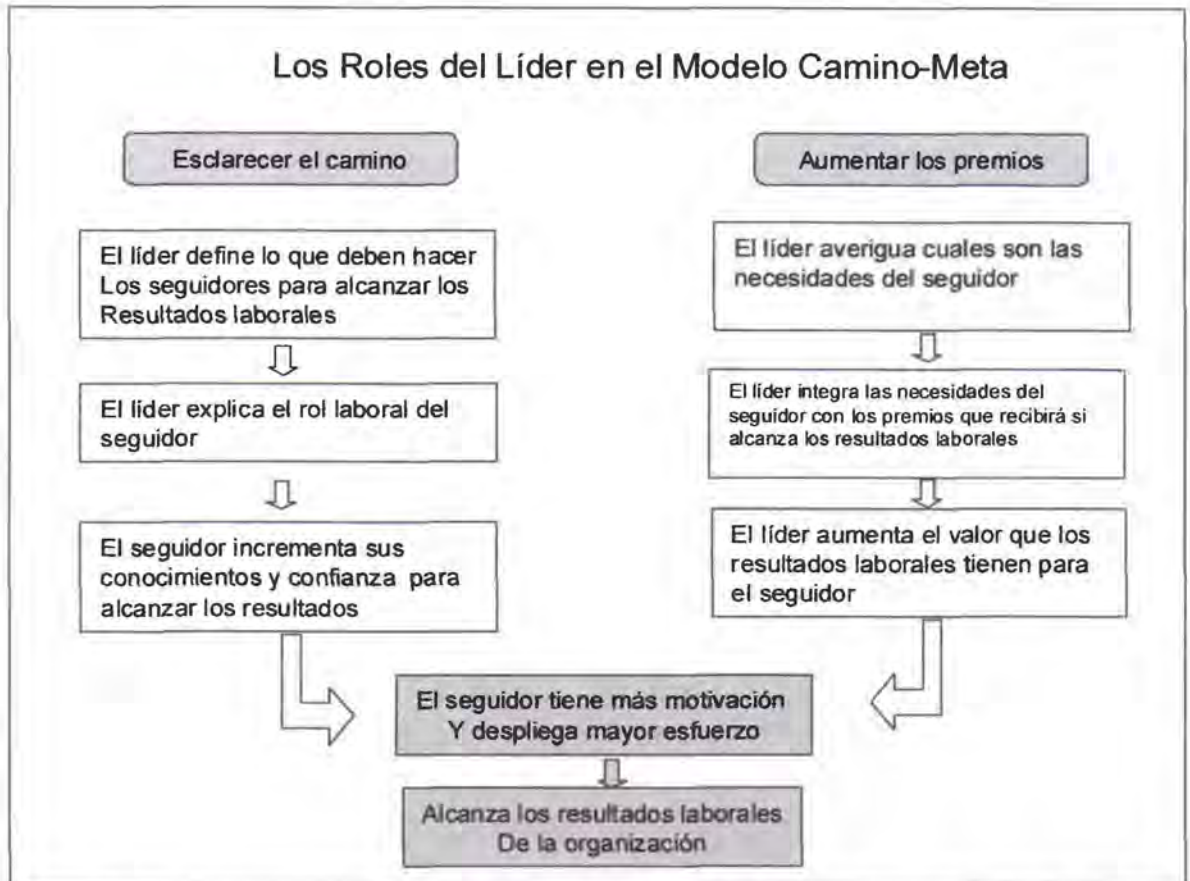 Los Roles del Líder en el Modelo Camino-Meta
Esclarecer el camino
El líder define lo que deben hacer
Los seguidores para alcanzar los
Resultados laborales
El líder explica el rol laboral del
seguidor
El seguidor incrementa sus
conocimientos y confianza para
alcanzar los resultados
Aumentar los premios
El líder averigua cuales son las
necesidades del seguidor
El líder integra las necesidades del
seguidor con los premios que recibirá si
alcanza los resultados laborales
El líder aumenta el valor que los
resultados laborales tienen para
el seguidor
El seguidor tiene más motivación
Y despliega mayor esfuerzo
Alcanza los resultados laborales
De la organización